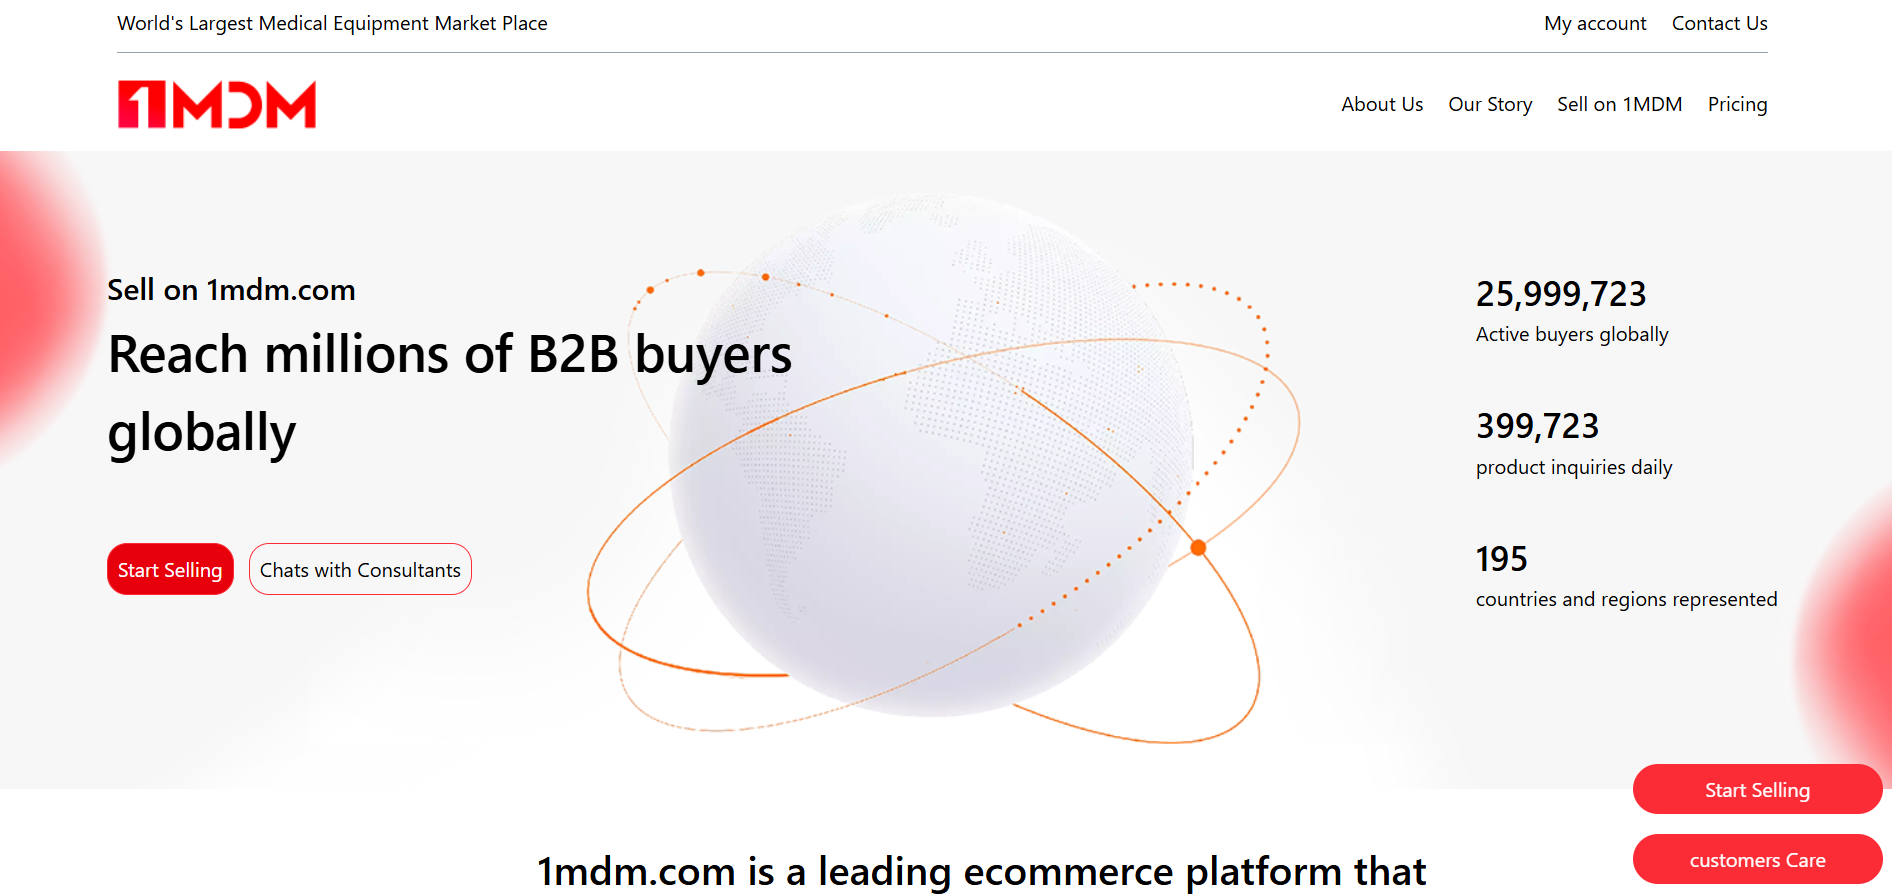 World's Largest Medical Equipment Market Place
My account
Contact Us
1MDM
About Us
Our Story
Sell on 1MDM
Pricing
Sell on 1mdm.com
Reach millions of B2B buyers
globally
Start Selling
Chats with Consultants
25,999,723
Active buyers globally
399,723
product inquiries daily
195
countries and regions represented
Start Selling
customers Care
1mdm.com is a leading ecommerce platform that